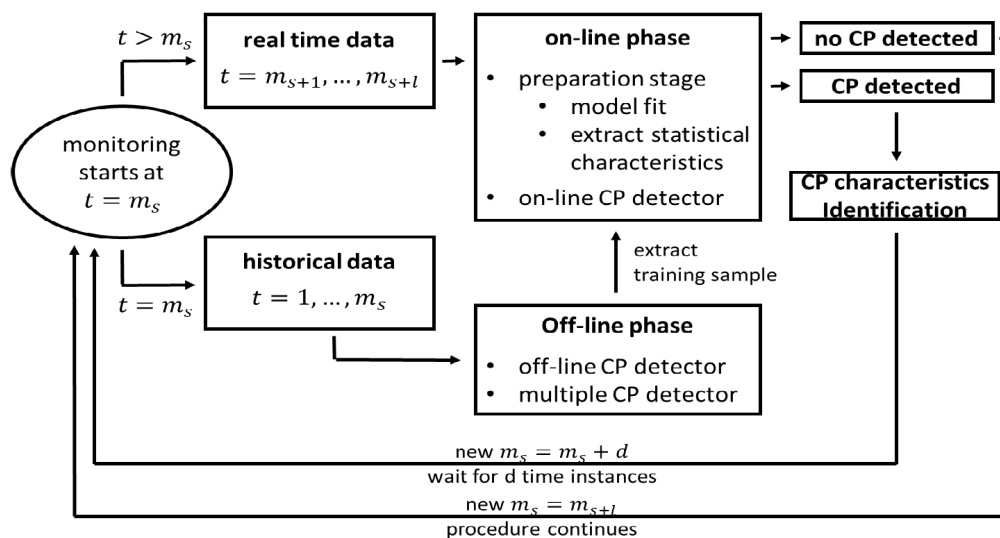 t > m_s
real time data
t = m_{s+1}, … , m_{s+l}
on-line phase
• preparation stage
• model fit
• extract statistical
characteristics
• on-line CP detector
no CP detected
CP detected
CP characteristics
Identification
monitoring
starts at
t = m_s
t = m_s
historical data
t = 1, … , m_s
extract
training sample
Off-line phase
• off-line CP detector
• multiple CP detector
new m_s = m_s + d
wait for d time instances
new m_s = m_{s+l}
procedure continues